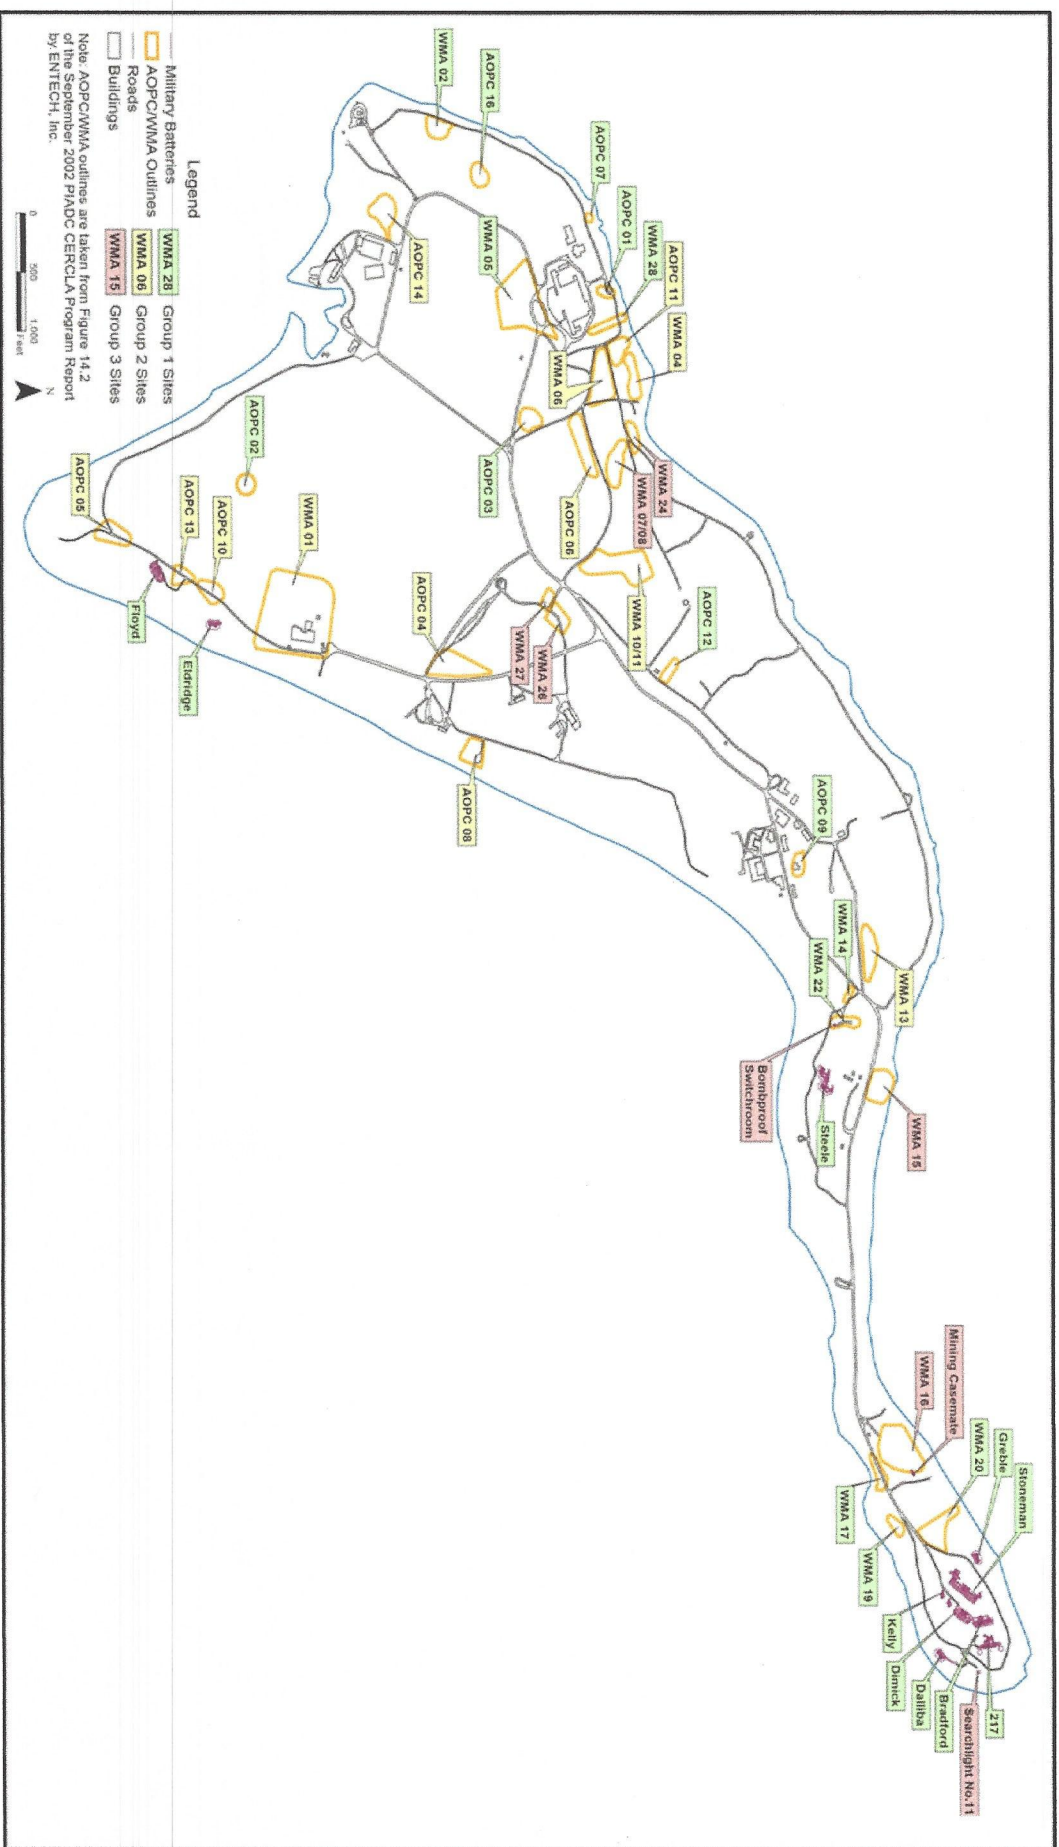 WMA 02
AOPC 16
AOPC 07
AOPC 01
WMA 28
AOPC 11
WMA 04
WMA 05
AOPC 14
WMA 06
WMA 24
WMA 07/08
AOPC 03
AOPC 06
AOPC 02
AOPC 05
AOPC 13
AOPC 10
WMA 01
Floyd
Eldridge
AOPC 04
WMA 27
WMA 26
WMA 10/11
AOPC 12
AOPC 08
AOPC 09
WMA 14
WMA 22
WMA 13
Bombproof
Switchroom
Steele
WMA 15
Mining Casemate
WMA 16
WMA 20
Greble
Stoneman
WMA 17
WMA 19
Kelly
Dimick
Dalliba
Bradford
217
Searchlight No.11
Legend
Military Batteries
AOPC/WMA Outlines
Roads
Buildings
WMA 28 Group 1 Sites
WMA 06 Group 2 Sites
WMA 15 Group 3 Sites
Note: AOPC/WMA outlines are taken from Figure 14.2
of the September 2002 PIADC CERCLA Program Report
by ENTECH, Inc.
0 500 1,000
Feet
N